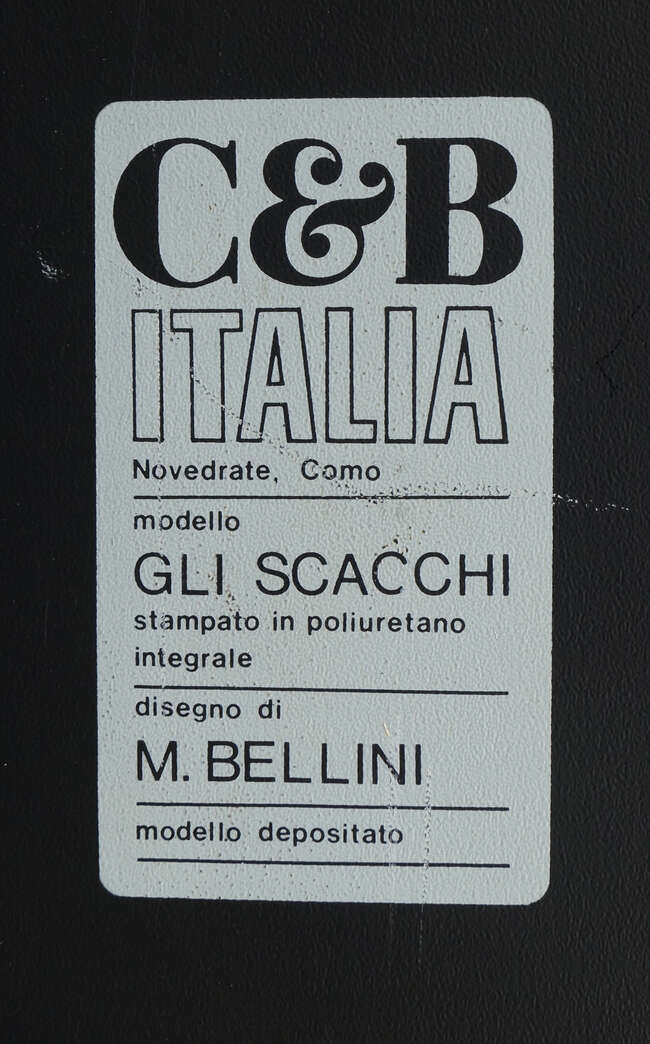 C&B
ITALIA
Novedrate, Como
modello
GLI SCACCHI
stampato in poliuretano
integrale
disegno di
M. BELLINI
modello depositato